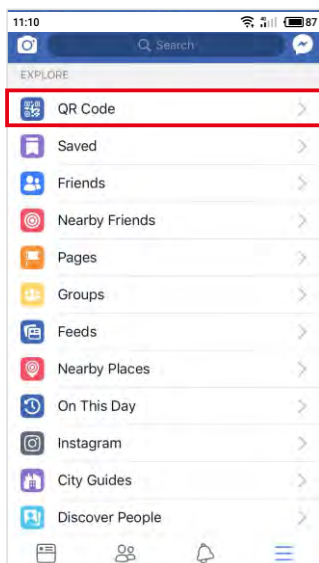 11:10
87
Search
EXPLORE
QR Code
Saved
Friends
Nearby Friends
Pages
Groups
Feeds
Nearby Places
On This Day
Instagram
City Guides
Discover People